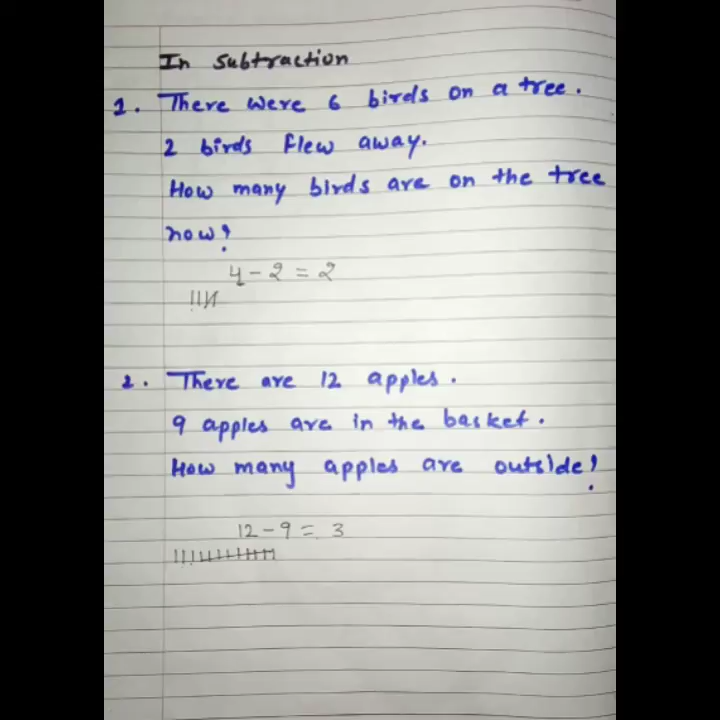 In subtraction
1. There were 6 birds on a tree.
2 birds flew away.
How many birds are on the tree
now?
4 - 2 = 2
2. There are 12 apples.
9 apples are in the basket.
How many apples are outside?
12 - 9 = 3